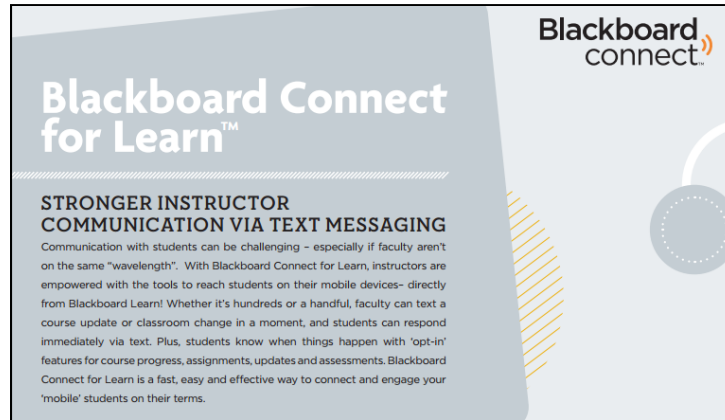 Blackboard
connect™
Blackboard Connect
for Learn™
STRONGER INSTRUCTOR
COMMUNICATION VIA TEXT MESSAGING
Communication with students can be challenging – especially if faculty aren't
on the same "wavelength".  With Blackboard Connect for Learn, instructors are
empowered with the tools to reach students on their mobile devices– directly
from Blackboard Learn! Whether it's hundreds or a handful, faculty can text a
course update or classroom change in a moment, and students can respond
immediately via text. Plus, students know when things happen with 'opt-in'
features for course progress, assignments, updates and assessments. Blackboard
Connect for Learn is a fast, easy and effective way to connect and engage your
'mobile' students on their terms.